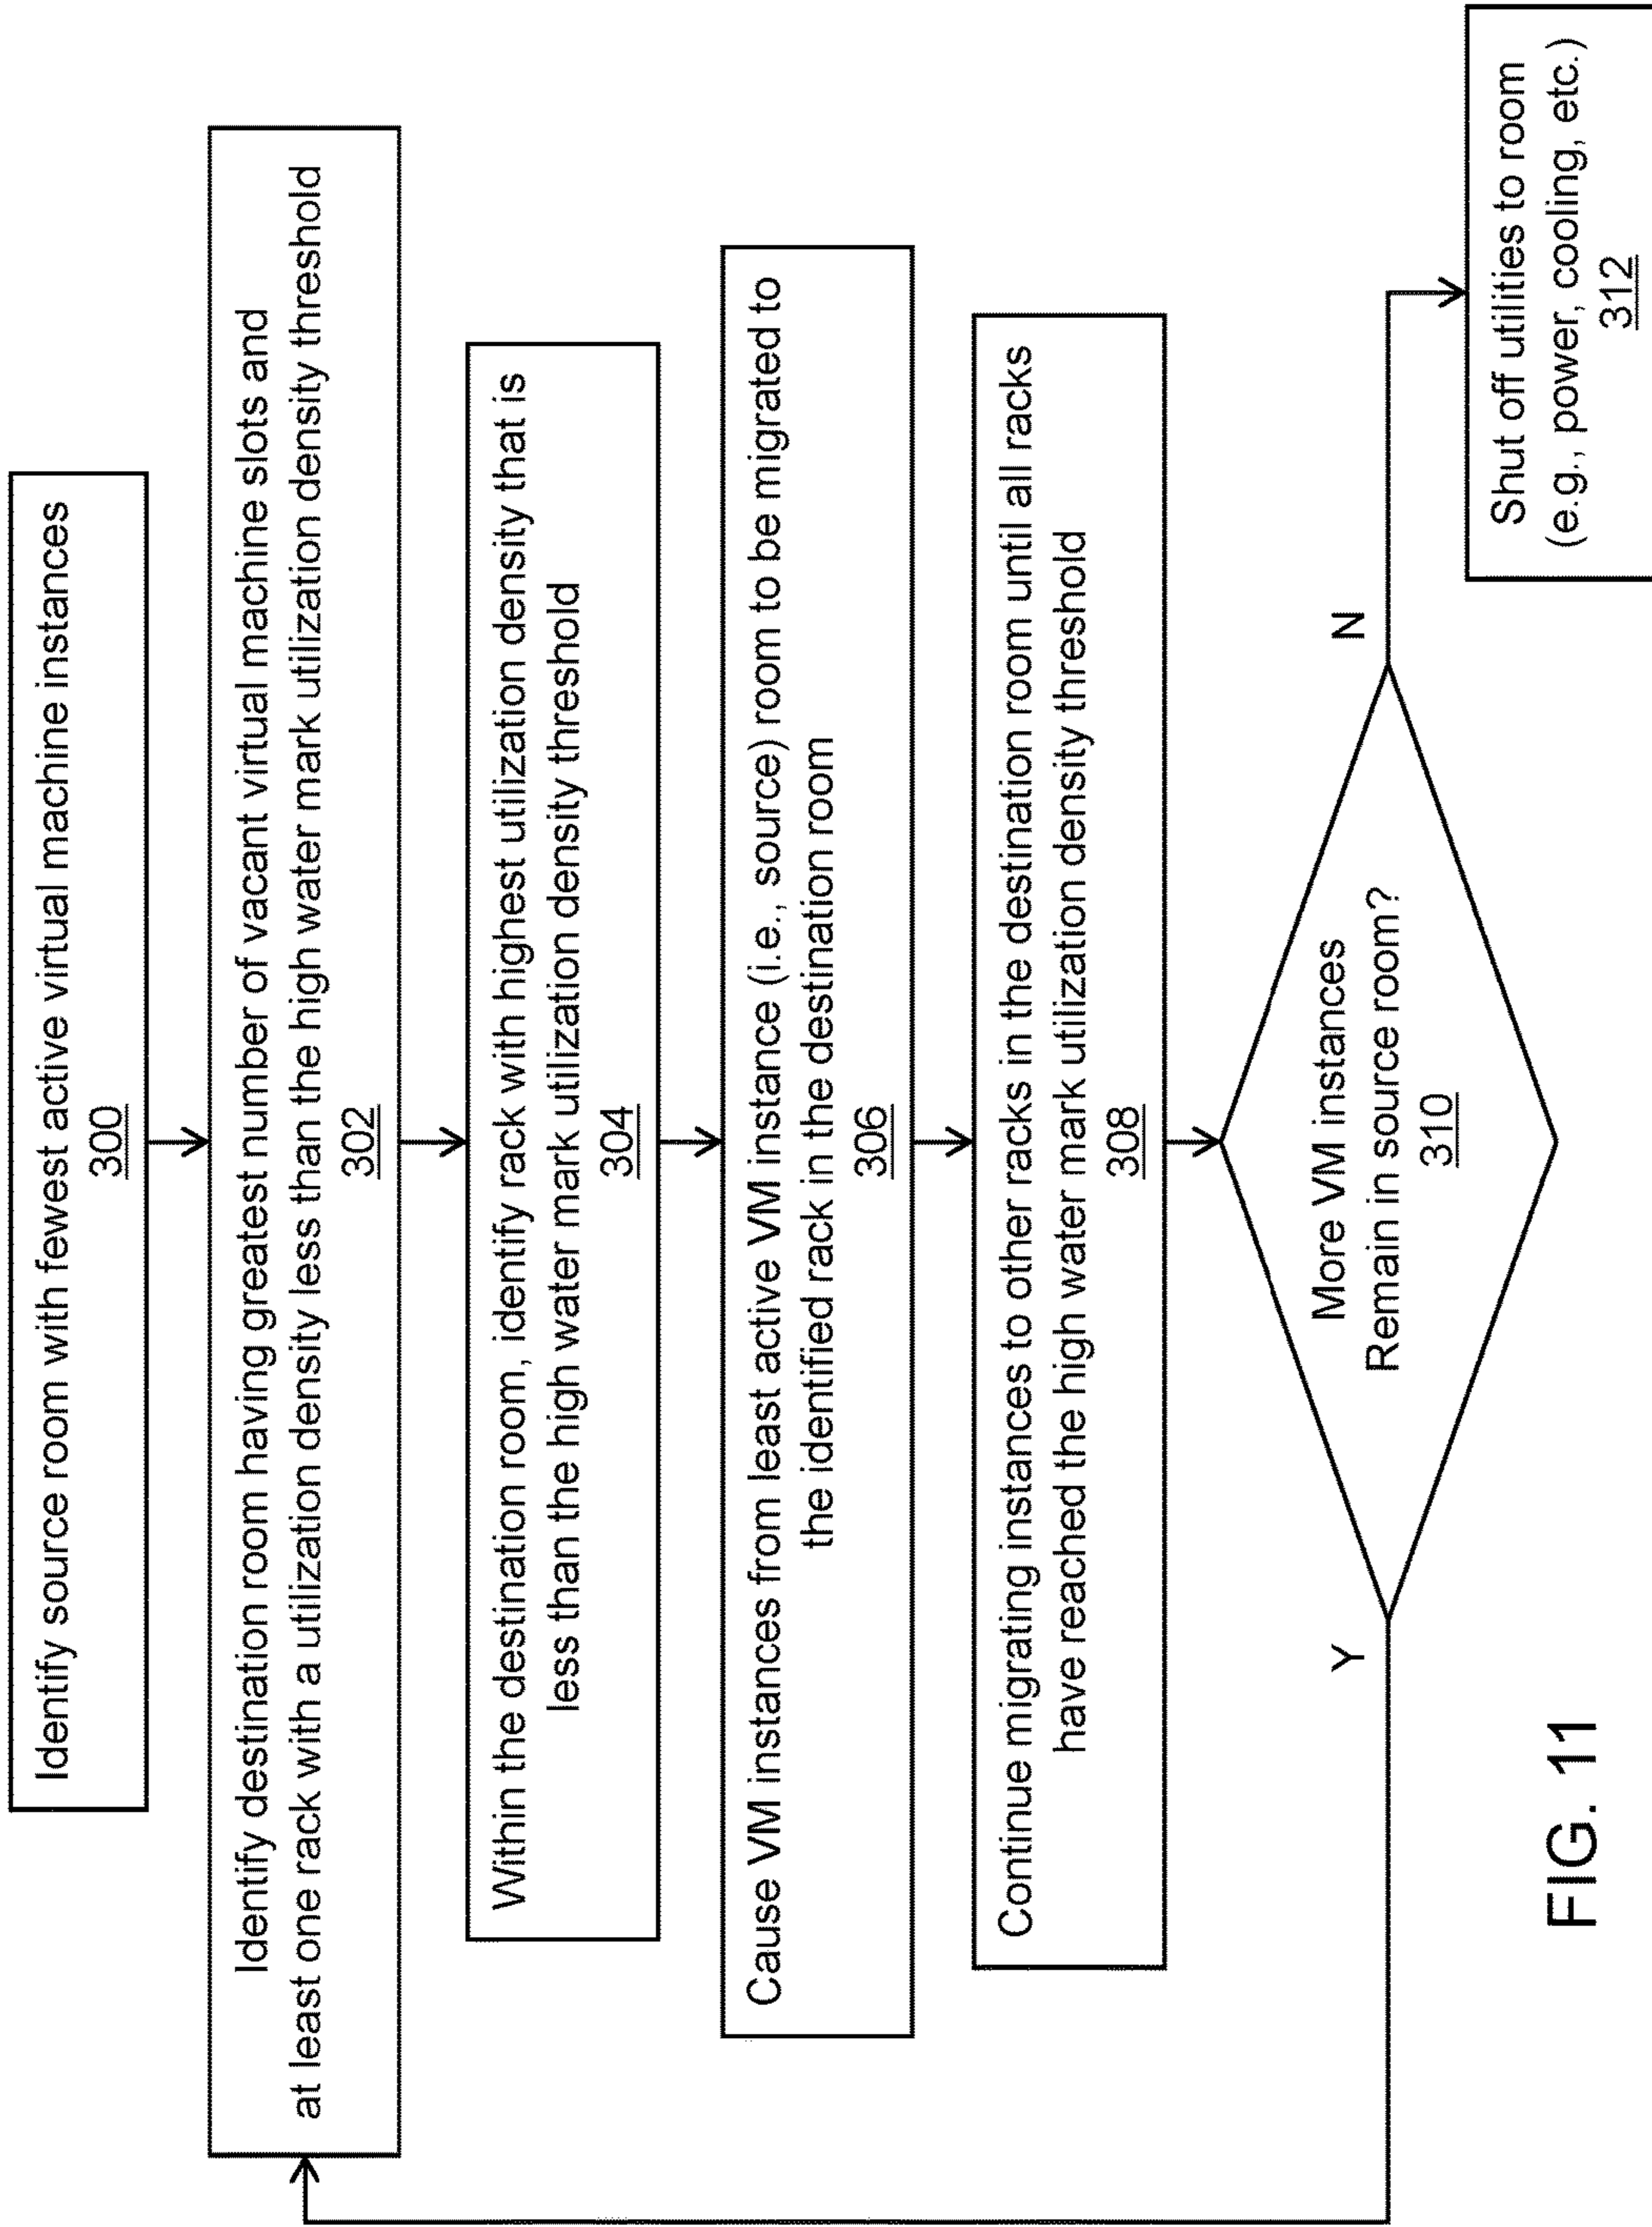 Identify source room with fewest active virtual machine instances
300
Identify destination room having greatest number of vacant virtual machine slots and
at least one rack with a utilization density less than the high water mark utilization density threshold
302
Within the destination room, identify rack with highest utilization density that is
less than the high water mark utilization density threshold
304
Cause VM instances from least active VM instance (i.e., source) room to be migrated to
the identified rack in the destination room
306
Continue migrating instances to other racks in the destination room until all racks
have reached the high water mark utilization density threshold
308
More VM instances
Remain in source room?
310
Y
N
Shut off utilities to room
(e.g., power, cooling, etc.)
312
FIG. 11